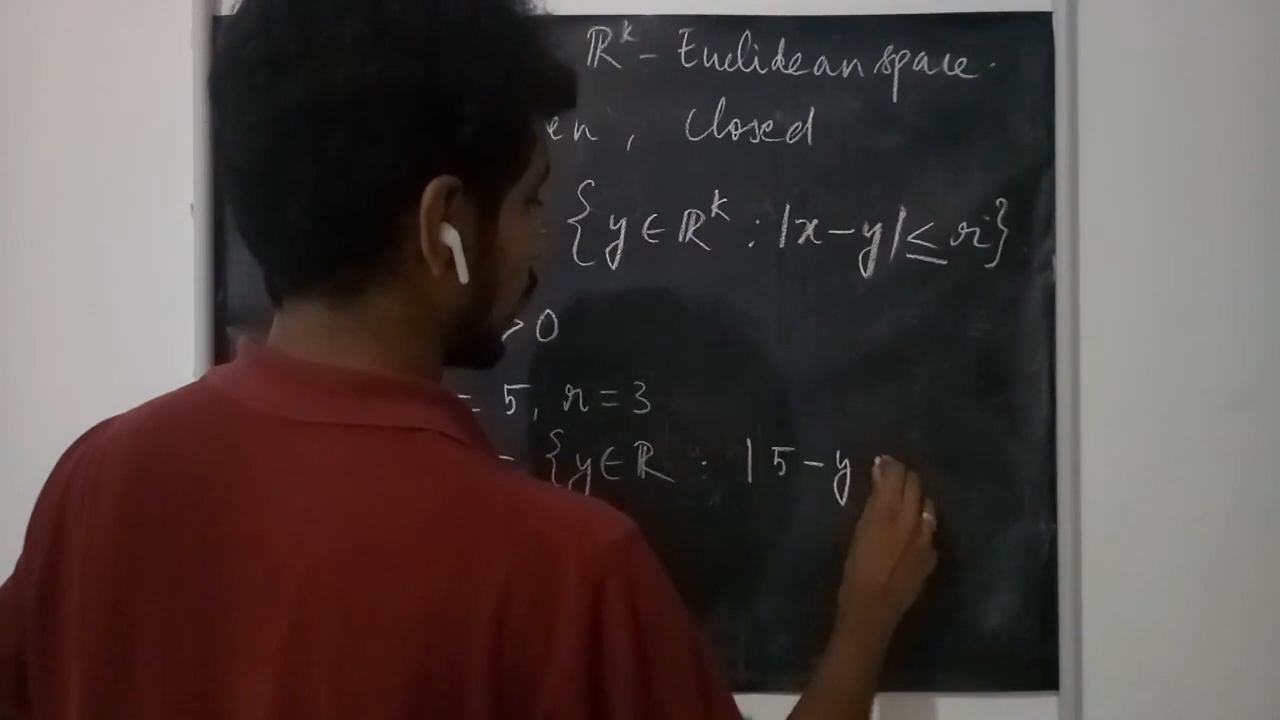 ℝᵏ - Euclidean space.
en, Closed
{y ∈ ℝᵏ : |x - y| ≤ r}
> 0
= 5, r = 3
= {y ∈ ℝ : | 5 - y